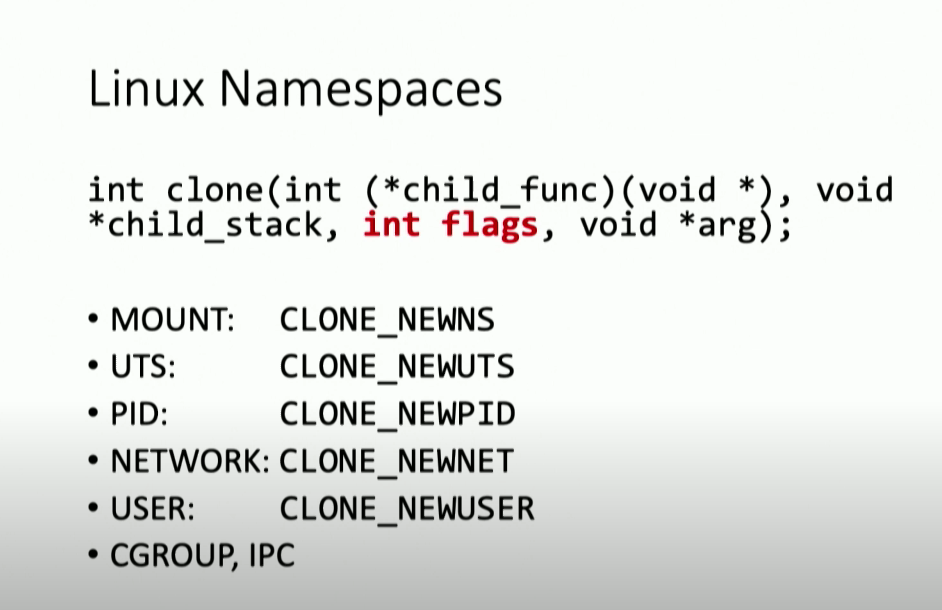 Linux Namespaces
int clone(int (*child_func)(void *), void
*child_stack, int flags, void *arg);
• MOUNT: CLONE_NEWNS
• UTS: CLONE_NEWUTS
• PID: CLONE_NEWPID
• NETWORK: CLONE_NEWNET
• USER: CLONE_NEWUSER
• CGROUP, IPC